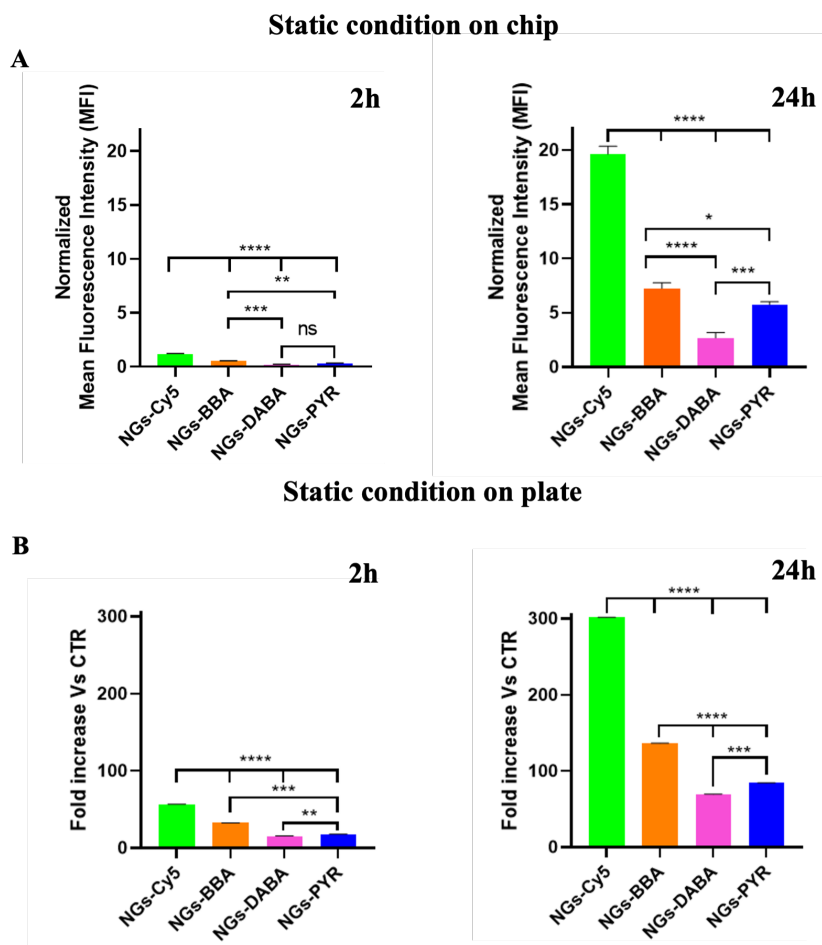 Static condition on chip
A
2h
Normalized
Mean Fluorescence Intensity (MFI)
20
15
10
5
0
****
**
***
ns
NGs-Cy5
NGs-BBA
NGs-DABA
NGs-PYR
24h
Normalized
Mean Fluorescence Intensity (MFI)
20
15
10
5
0
****
*
****
***
NGs-Cy5
NGs-BBA
NGs-DABA
NGs-PYR
Static condition on plate
B
2h
Fold increase Vs CTR
300
200
100
0
****
***
**
NGs-Cy5
NGs-BBA
NGs-DABA
NGs-PYR
24h
Fold increase Vs CTR
300
200
100
0
****
****
***
NGs-Cy5
NGs-BBA
NGs-DABA
NGs-PYR